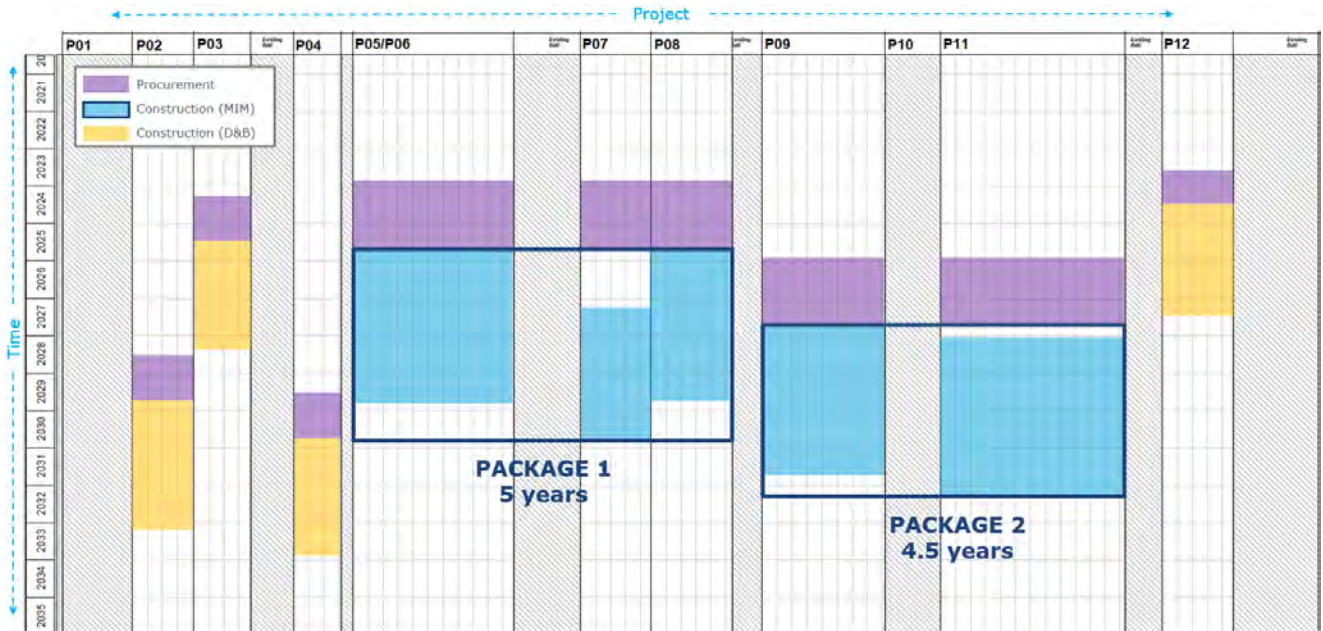 Project
P01
P02
P03
P04
P05/P06
P07
P08
P09
P10
P11
P12
Time
20
2021
2022
2023
2024
2025
2026
2027
2028
2029
2030
2031
2032
2033
2034
2035
Procurement
Construction (MIM)
Construction (D&B)
PACKAGE 1
5 years
PACKAGE 2
4.5 years